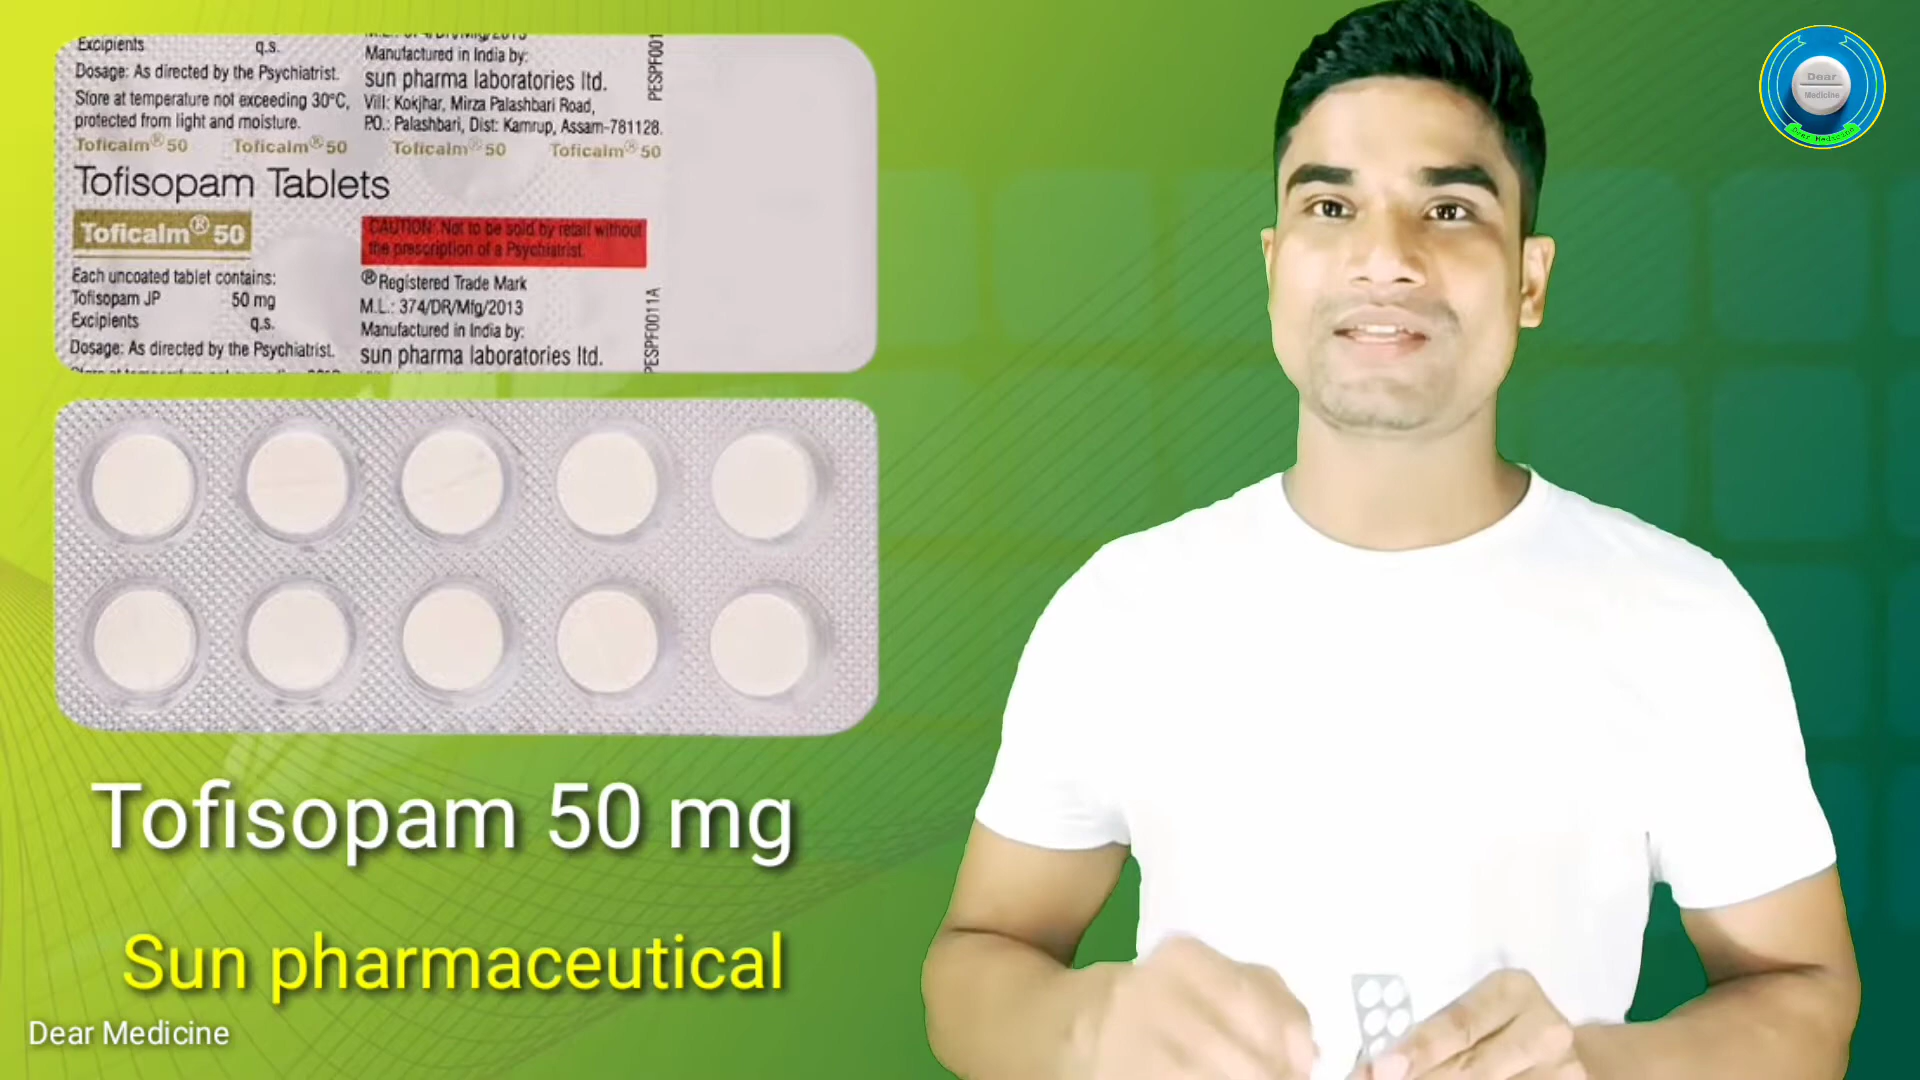 Excipients q.s.
Dosage: As directed by the Psychiatrist.
Store at temperature not exceeding 30°C,
protected from light and moisture.
Manufactured in India by:
sun pharma laboratories ltd.
Vill: Kokjhar, Mirza Palashbari Road,
P.O.: Palashbari, Dist: Kamrup, Assam-781128.
PESPF001
Toficalm® 50 Toficalm® 50 Toficalm® 50 Toficalm® 50
Tofisopam Tablets
Toficalm® 50
Each uncoated tablet contains:
Tofisopam JP 50 mg
Excipients q.s.
Dosage: As directed by the Psychiatrist.
CAUTION: Not to be sold by retail without
the prescription of a Psychiatrist.
® Registered Trade Mark
M.L.: 374/DR/Mfg/2013
Manufactured in India by:
sun pharma laboratories ltd.
PESPF0011A
Tofisopam 50 mg
Sun pharmaceutical
Dear Medicine
Dear
Medicine